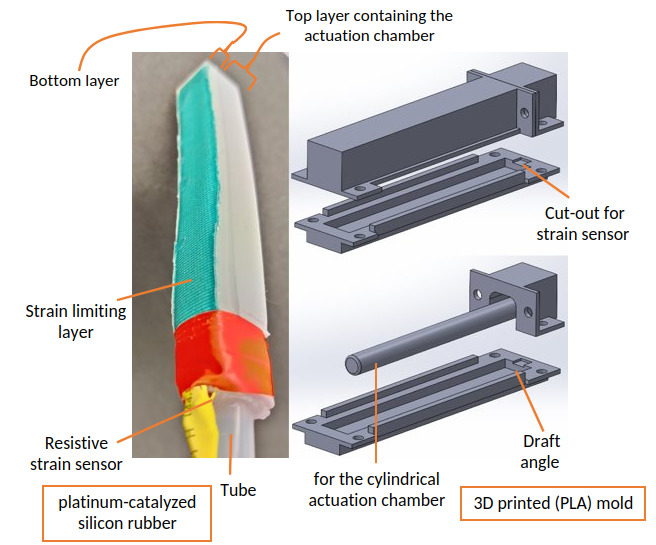 Top layer containing the
actuation chamber
Bottom layer
Cut-out for
strain sensor
Strain limiting
layer
Resistive
strain sensor
Tube
for the cylindrical
actuation chamber
Draft
angle
platinum-catalyzed
silicon rubber
3D printed (PLA) mold